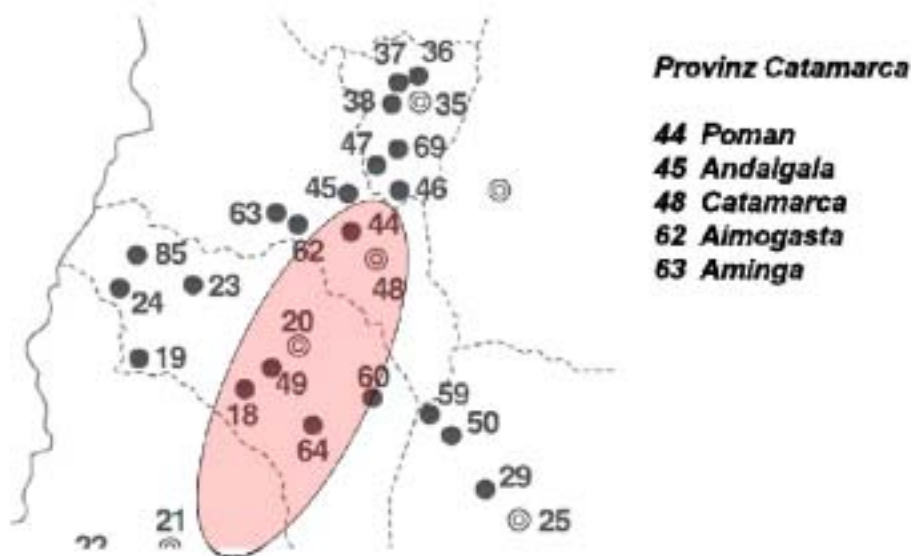 37 36
38 35
47 69
45 46
63 44
62
85 48
24 23
20
19
49 60
18 59
64 50
29
21 25
Provinz Catamarca
44 Poman
45 Andalgala
48 Catamarca
62 Aimogasta
63 Aminga